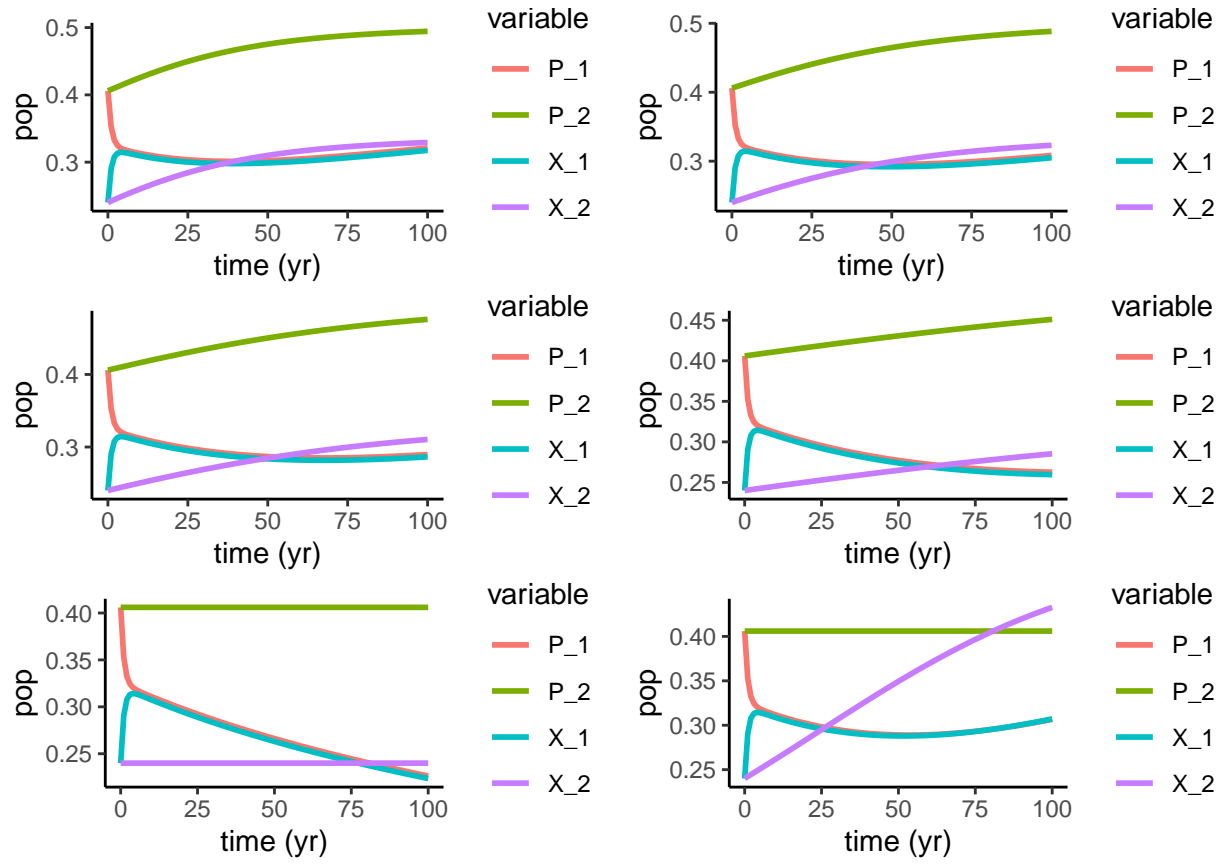 variable
0.5
0.4
0.3
pop
0 25 50 75 100
time (yr)
P_1
P_2
X_1
X_2
variable
0.5
0.4
0.3
pop
0 25 50 75 100
time (yr)
P_1
P_2
X_1
X_2
variable
0.4
0.3
pop
0 25 50 75 100
time (yr)
P_1
P_2
X_1
X_2
variable
0.45
0.40
0.35
0.30
0.25
pop
0 25 50 75 100
time (yr)
P_1
P_2
X_1
X_2
variable
0.40
0.35
0.30
0.25
pop
0 25 50 75 100
time (yr)
P_1
P_2
X_1
X_2
variable
0.40
0.35
0.30
0.25
pop
0 25 50 75 100
time (yr)
P_1
P_2
X_1
X_2